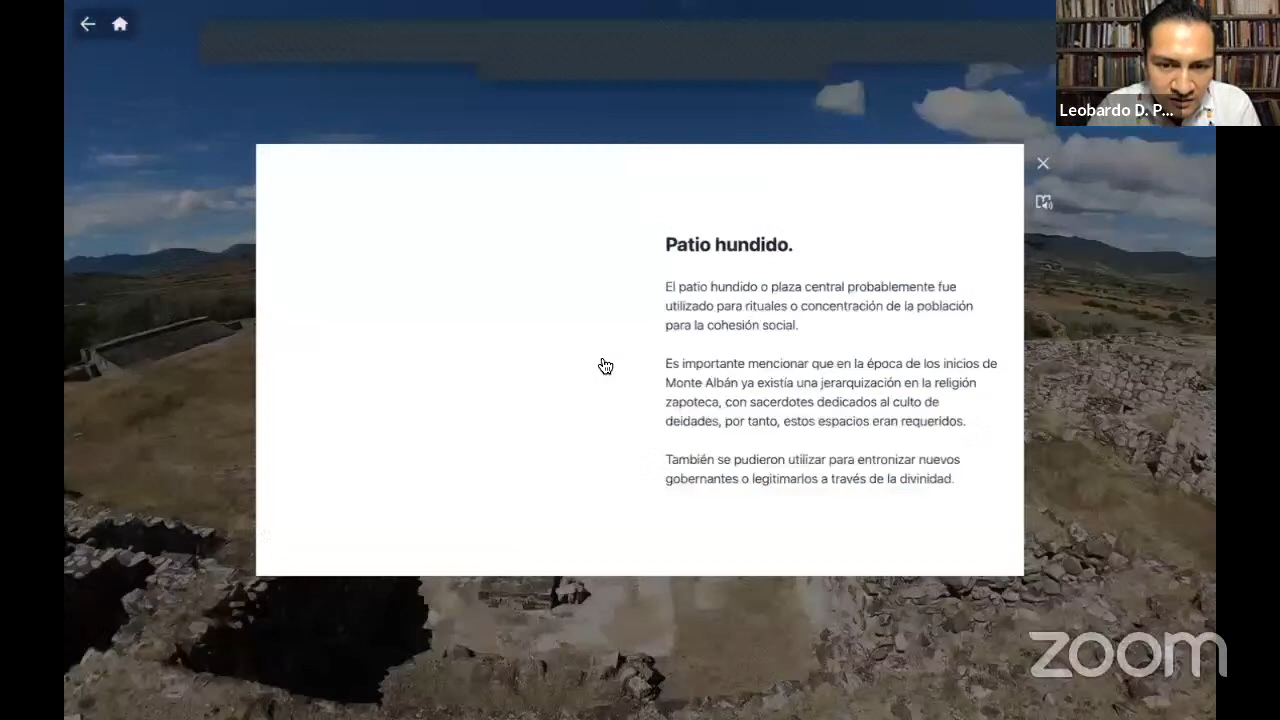 Leobardo D. P...
Patio hundido.
El patio hundido o plaza central probablemente fue
utilizado para rituales o concentración de la población
para la cohesión social.
Es importante mencionar que en la época de los inicios de
Monte Albán ya existía una jerarquización en la religión
zapoteca, con sacerdotes dedicados al culto de
deidades, por tanto, estos espacios eran requeridos.
También se pudieron utilizar para entronizar nuevos
gobernantes o legitimarlos a través de la divinidad.
zoom